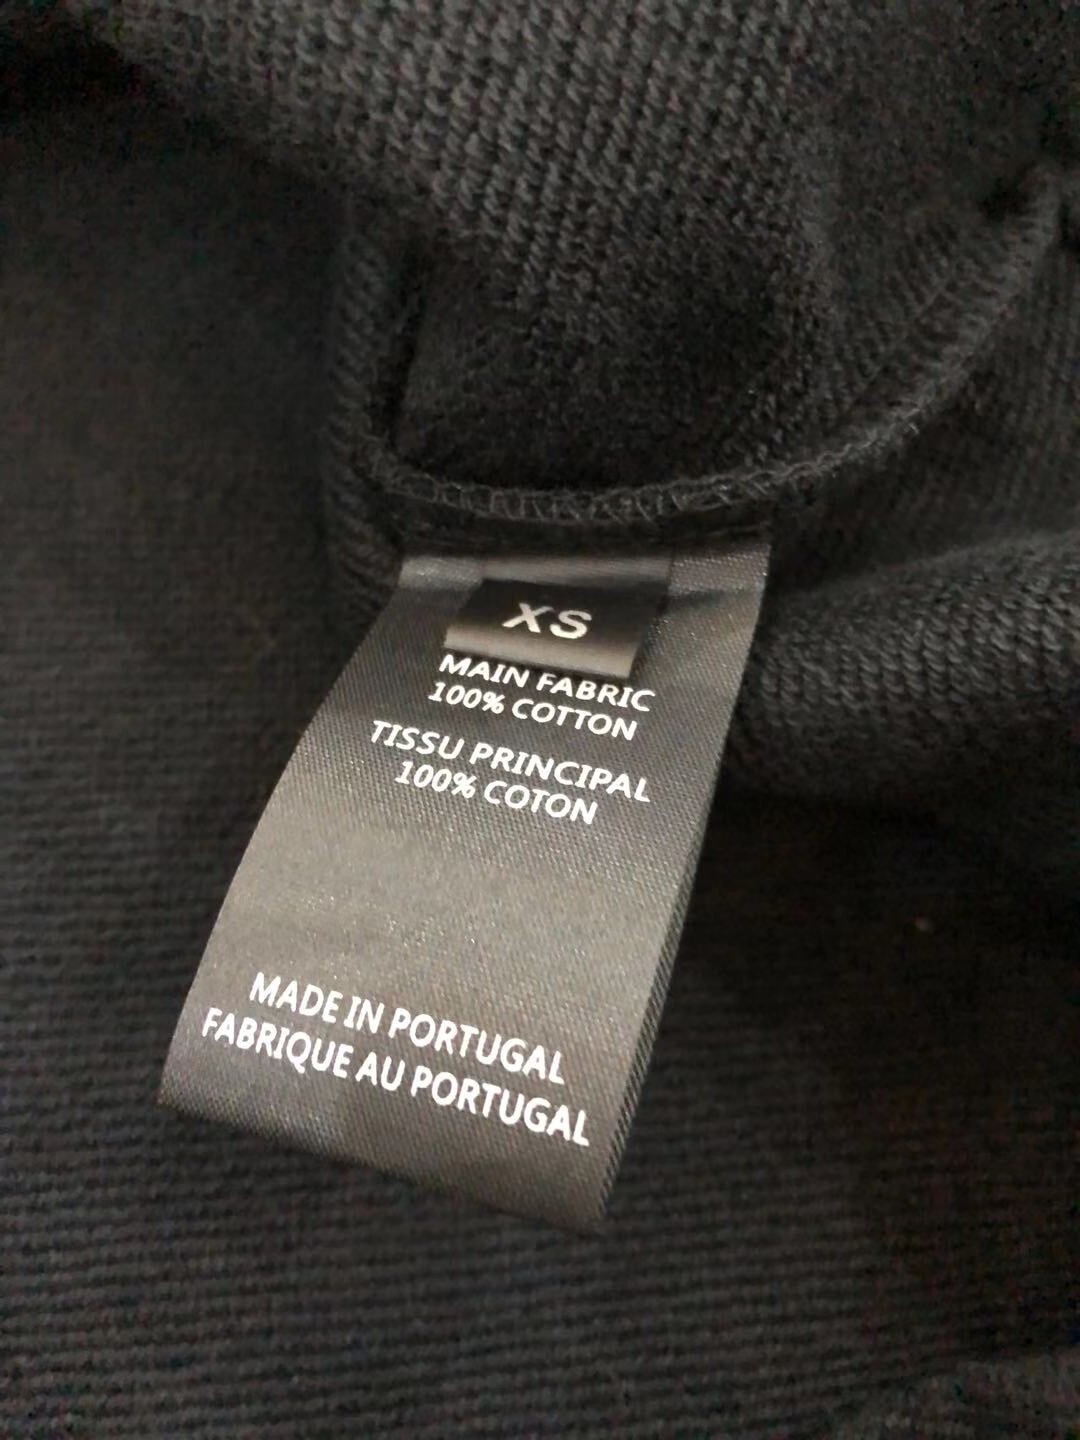 XS
MAIN FABRIC
100% COTTON
TISSU PRINCIPAL
100% COTON
MADE IN PORTUGAL
FABRIQUE AU PORTUGAL